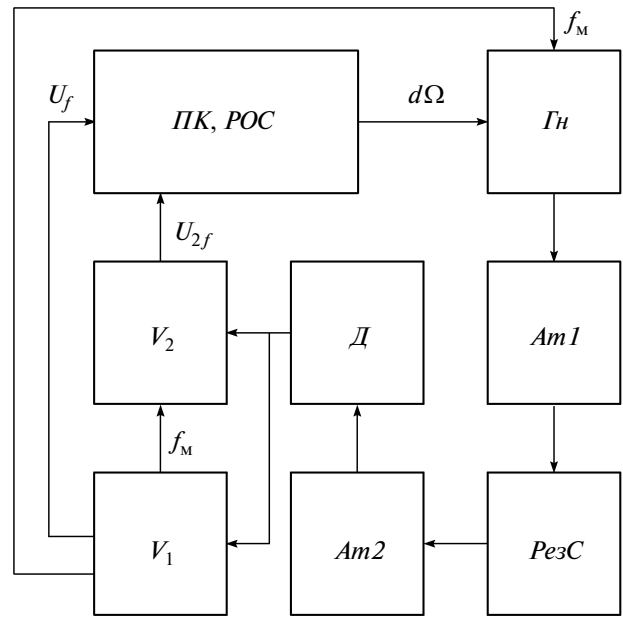 fм
Uf
ПК, РОС
dΩ
Гн
U2f
V2
Д
Ат1
fм
V1
Ат2
РезС